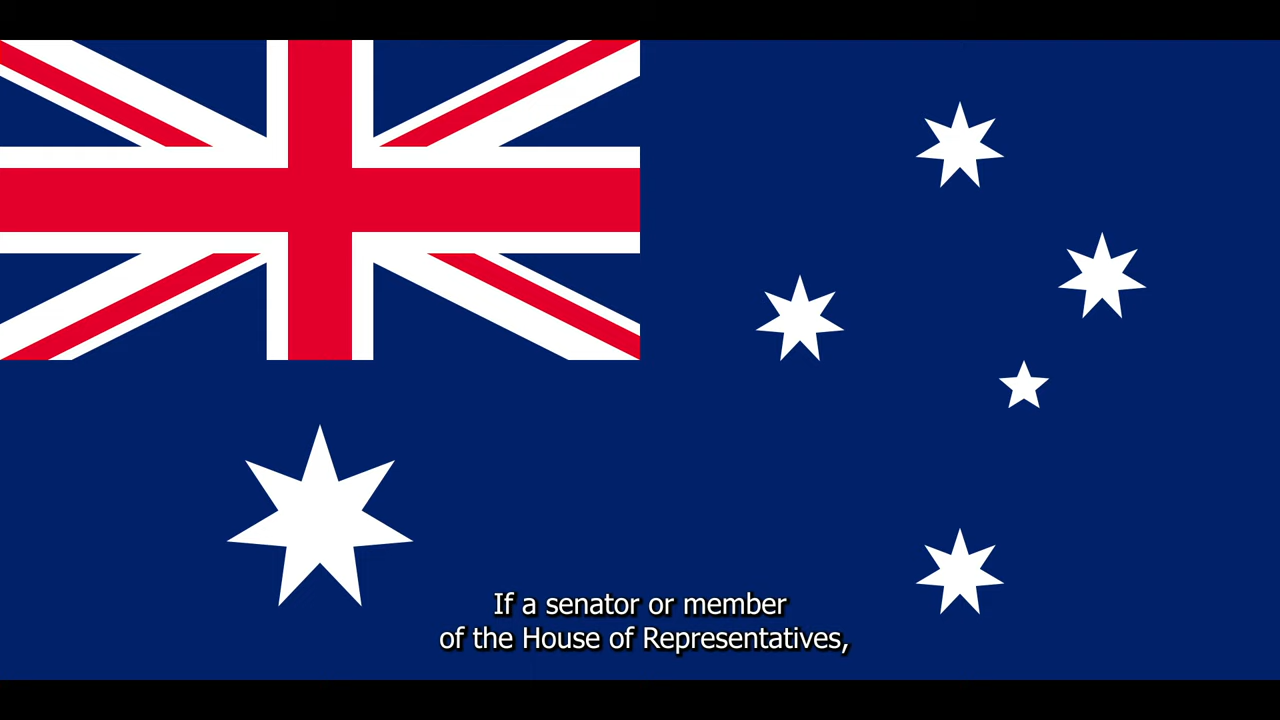 If a senator or member
of the House of Representatives,